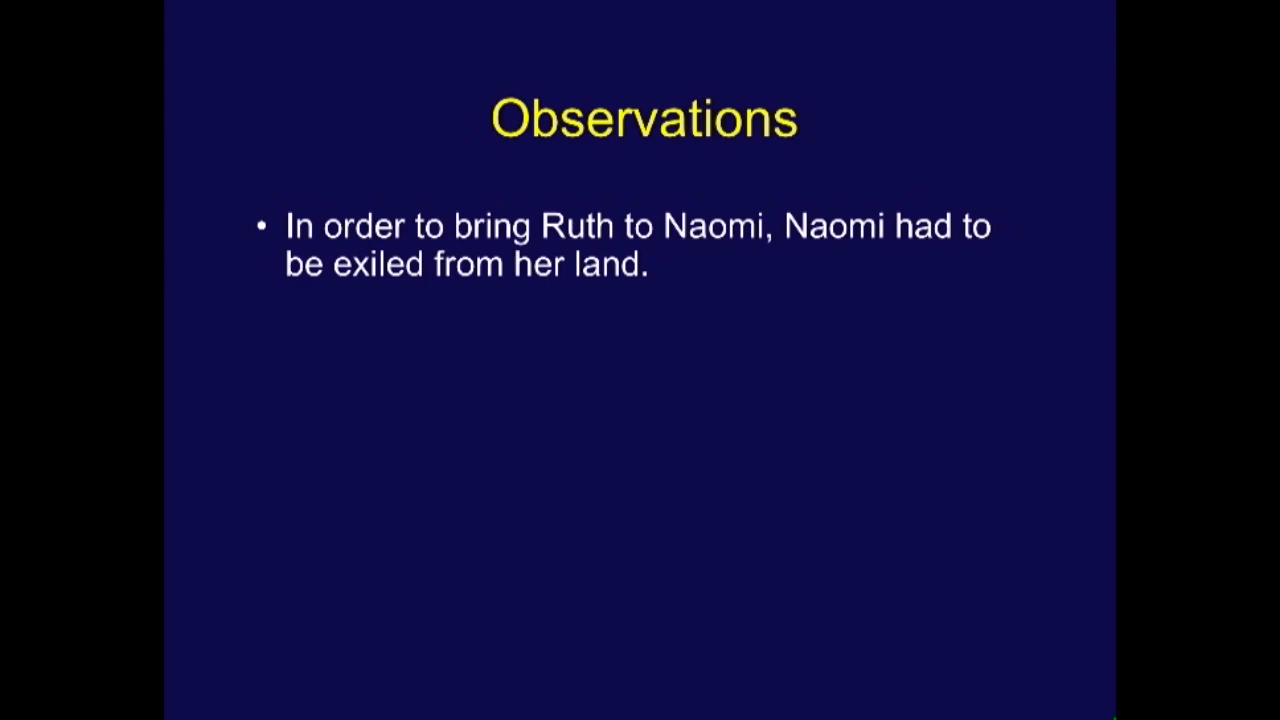 Observations
• In order to bring Ruth to Naomi, Naomi had to
be exiled from her land.